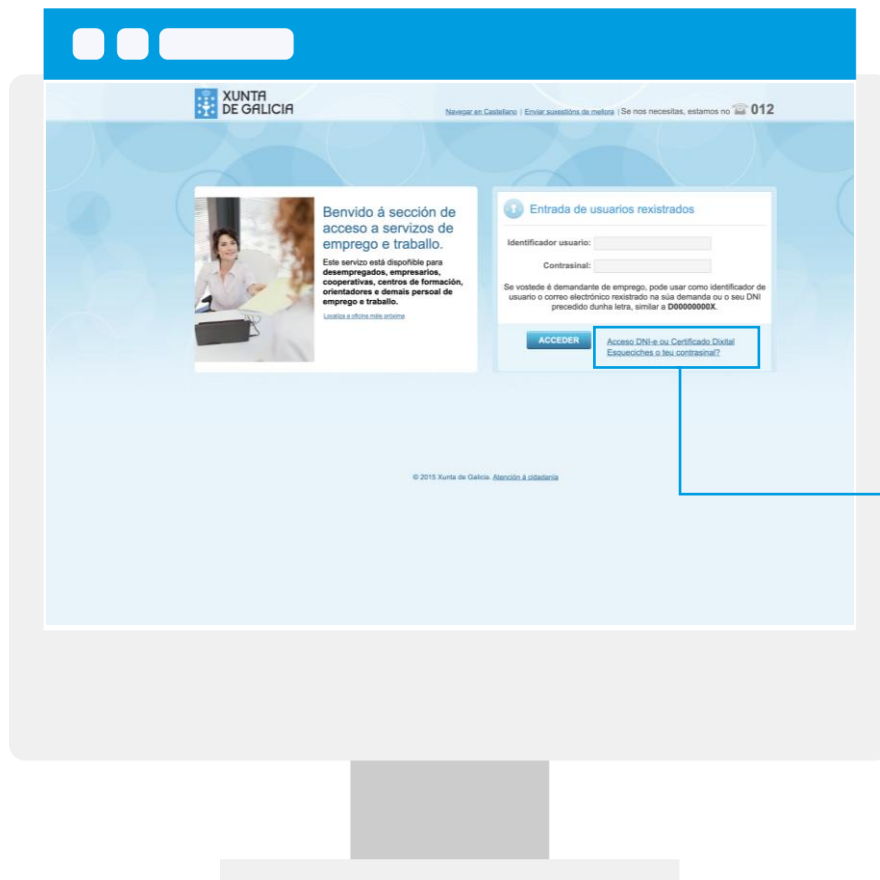 XUNTA
DE GALICIA
Navegar en Castellano | Enviar suxestións de mellora | Se nos necesitas, estamos no 012
Benvido á sección de
acceso a servizos de
emprego e traballo.
Este servizo está dispoñible para
desempregados, empresarios,
cooperativas, centros de formación,
orientadores e demais persoal de
emprego e traballo.
Localiza a oficina máis próxima
Entrada de usuarios rexistrados
Identificador usuario:
Contrasinal:
Se vostede é demandante de emprego, pode usar como identificador de
usuario o correo electrónico rexistrado na súa demanda ou o seu DNI
precedido dunha letra, similar a D00000000X.
ACCEDER
Acceso DNI-e ou Certificado Dixital
Esqueciches o teu contrasinal?
© 2015 Xunta de Galicia. Atención á cidadanía